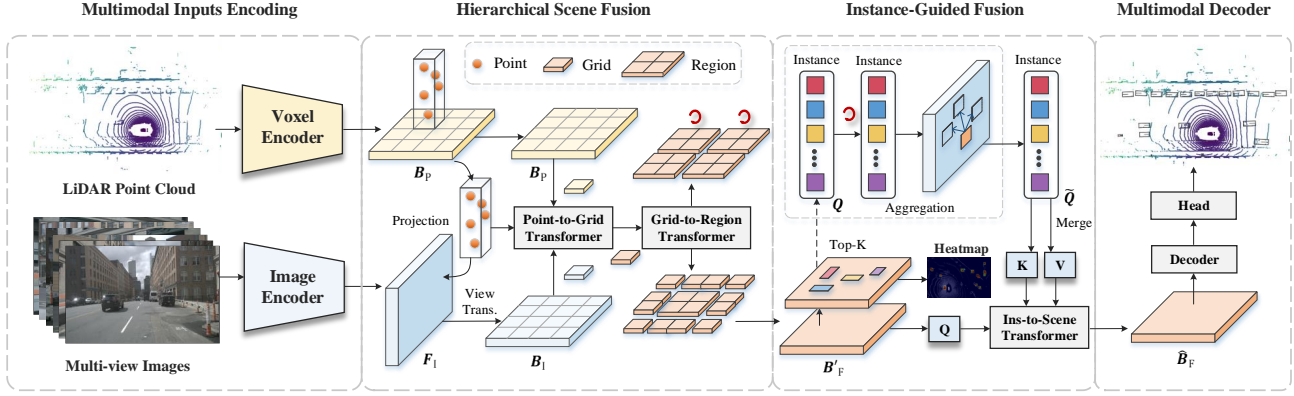 Multimodal Inputs Encoding
Hierarchical Scene Fusion
Instance-Guided Fusion
Multimodal Decoder
LiDAR Point Cloud
Voxel
Encoder
Multi-view Images
Image
Encoder
Point
Grid
Region
B_P
B_P
Projection
Point-to-Grid
Transformer
Grid-to-Region
Transformer
View
Trans.
F_I
B_I
Instance
Instance
Instance
Q
Aggregation
Q̃
Merge
Top-K
Heatmap
K
V
B′_F
Q
Ins-to-Scene
Transformer
Head
Decoder
B̂_F